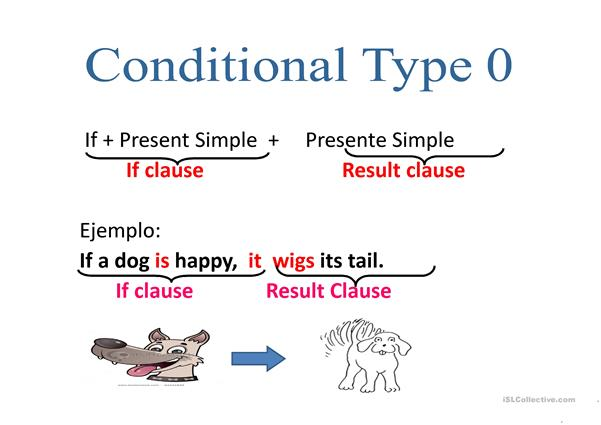 Conditional Type 0
If + Present Simple + Presente Simple
If clause Result clause
Ejemplo:
If a dog is happy, it wigs its tail.
If clause Result Clause
iSLCollective.com